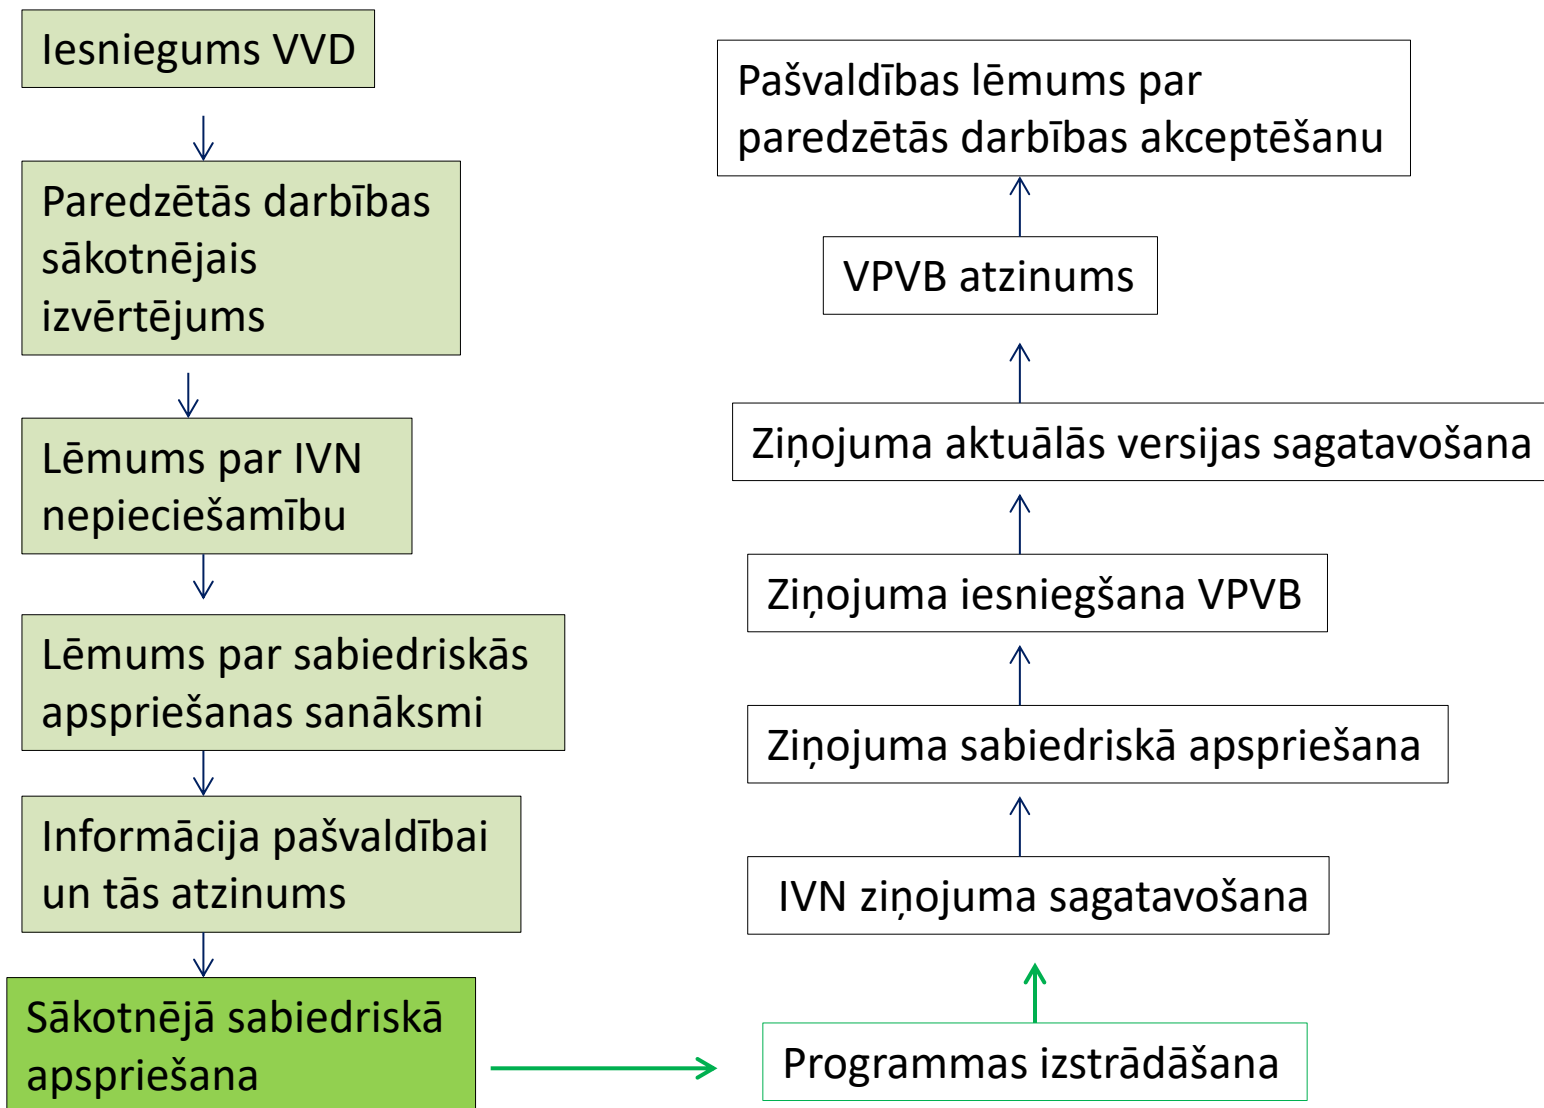 Iesniegums VVD
Paredzētās darbības
sākotnējais
izvērtējums
Lēmums par IVN
nepieciešamību
Lēmums par sabiedriskās
apspriešanas sanāksmi
Informācija pašvaldībai
un tās atzinums
Sākotnējā sabiedriskā
apspriešana
Programmas izstrādāšana
IVN ziņojuma sagatavošana
Ziņojuma sabiedriskā apspriešana
Ziņojuma iesniegšana VPVB
Ziņojuma aktuālās versijas sagatavošana
VPVB atzinums
Pašvaldības lēmums par
paredzētās darbības akceptēšanu